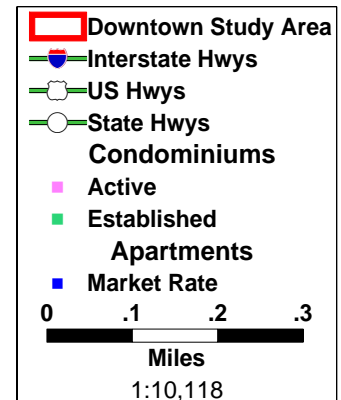 Downtown Study Area
Interstate Hwys
US Hwys
State Hwys
Condominiums
Active
Established
Apartments
Market Rate
0 .1 .2 .3
Miles
1:10,118